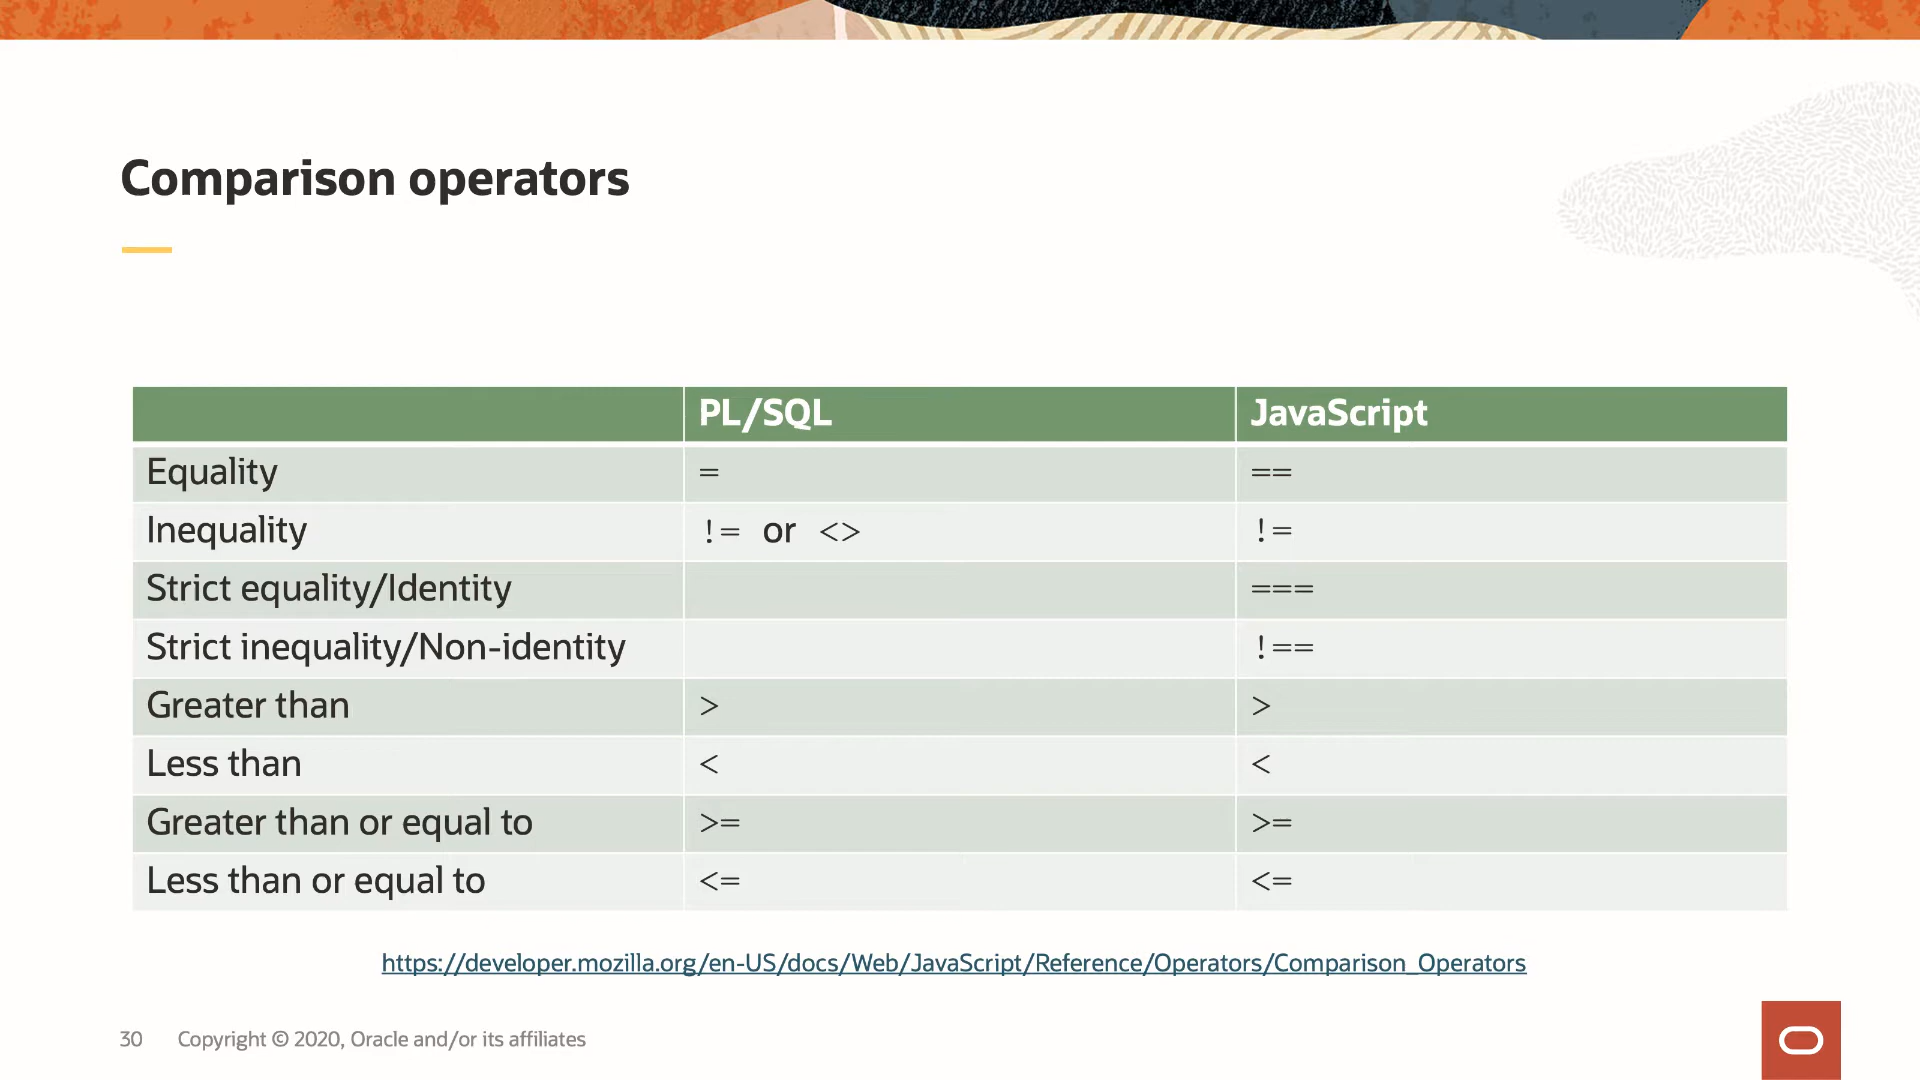 Comparison operators
PL/SQL JavaScript
Equality = ==
Inequality != or <> !=
Strict equality/Identity ===
Strict inequality/Non-identity !==
Greater than > >
Less than < <
Greater than or equal to >= >=
Less than or equal to <= <=
https://developer.mozilla.org/en-US/docs/Web/JavaScript/Reference/Operators/Comparison_Operators
30 Copyright © 2020, Oracle and/or its affiliates